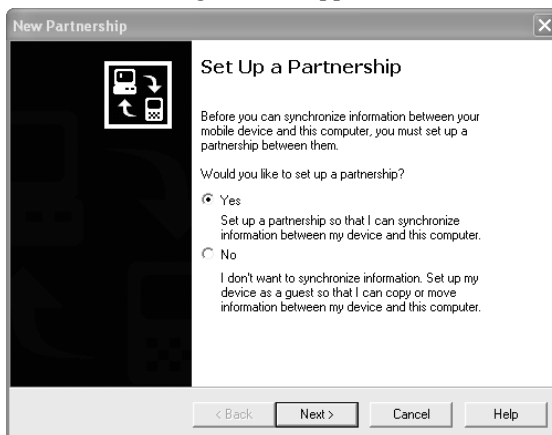 New Partnership
Set Up a Partnership
Before you can synchronize information between your
mobile device and this computer, you must set up a
partnership between them.
Would you like to set up a partnership?
Yes
Set up a partnership so that I can synchronize
information between my device and this computer.
No
I don't want to synchronize information. Set up my
device as a guest so that I can copy or move
information between my device and this computer.
< Back Next > Cancel Help